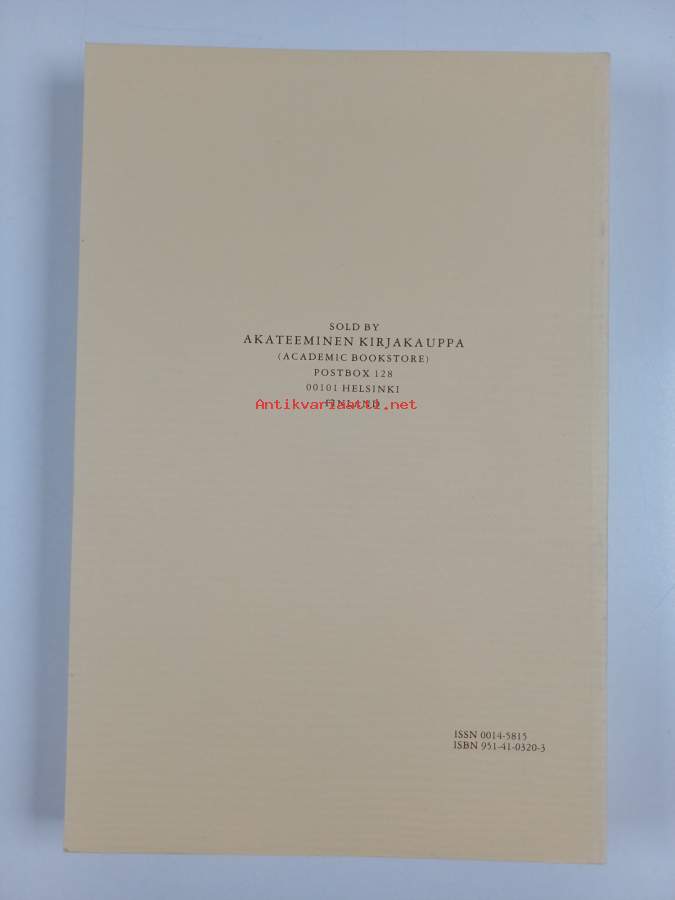 SOLD BY
AKATEEMINEN KIRJAKAUPPA
(ACADEMIC BOOKSTORE)
POSTBOX 128
00101 HELSINKI
FINLAND
Antikvariaatti.net
ISSN 0014-5815
ISBN 951-41-0320-3